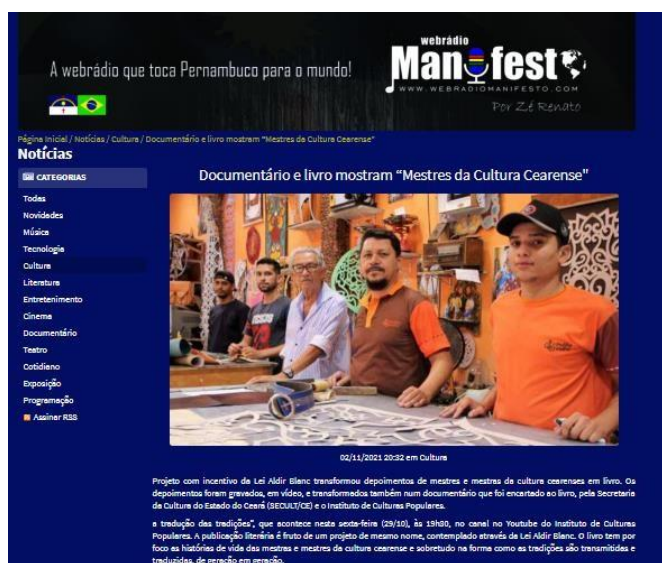 webrádio
A webrádio que toca Pernambuco para o mundo!
Manifest
WWW.WEBRADIOMANIFESTO.COM
Por Zé Renato
Página Inicial / Notícias / Cultura / Documentário e livro mostram "Mestres da Cultura Cearense"
Notícias
CATEGORIAS
Documentário e livro mostram “Mestres da Cultura Cearense"
Todas
Novidades
Música
Tecnologia
Cultura
Literatura
Entretenimento
Cinema
Documentário
Teatro
Cotidiano
Exposição
Programação
Assinar RSS
02/11/2021 20:32 em Cultura
Projeto com incentivo da Lei Aldir Blanc transformou depoimentos de mestres e mestras da cultura cearenses em livro. Os
depoimentos foram gravados, em vídeo, e transformados também num documentário que foi encartado ao livro, pela Secretaria
da Cultura do Estado do Ceará (SECULT/CE) e o Instituto de Culturas Populares.
a tradução das tradições", que acontece nesta sexta-feira (29/10), às 19h30, no canal no Youtube do Instituto de Culturas
Populares. A publicação literária é fruto de um projeto de mesmo nome, contemplado através da Lei Aldir Blanc. O livro tem por
foco as histórias de vida das mestras e mestres da cultura cearense e sobretudo na forma como as tradições são transmitidas e
traduzidas, de geração em geração.